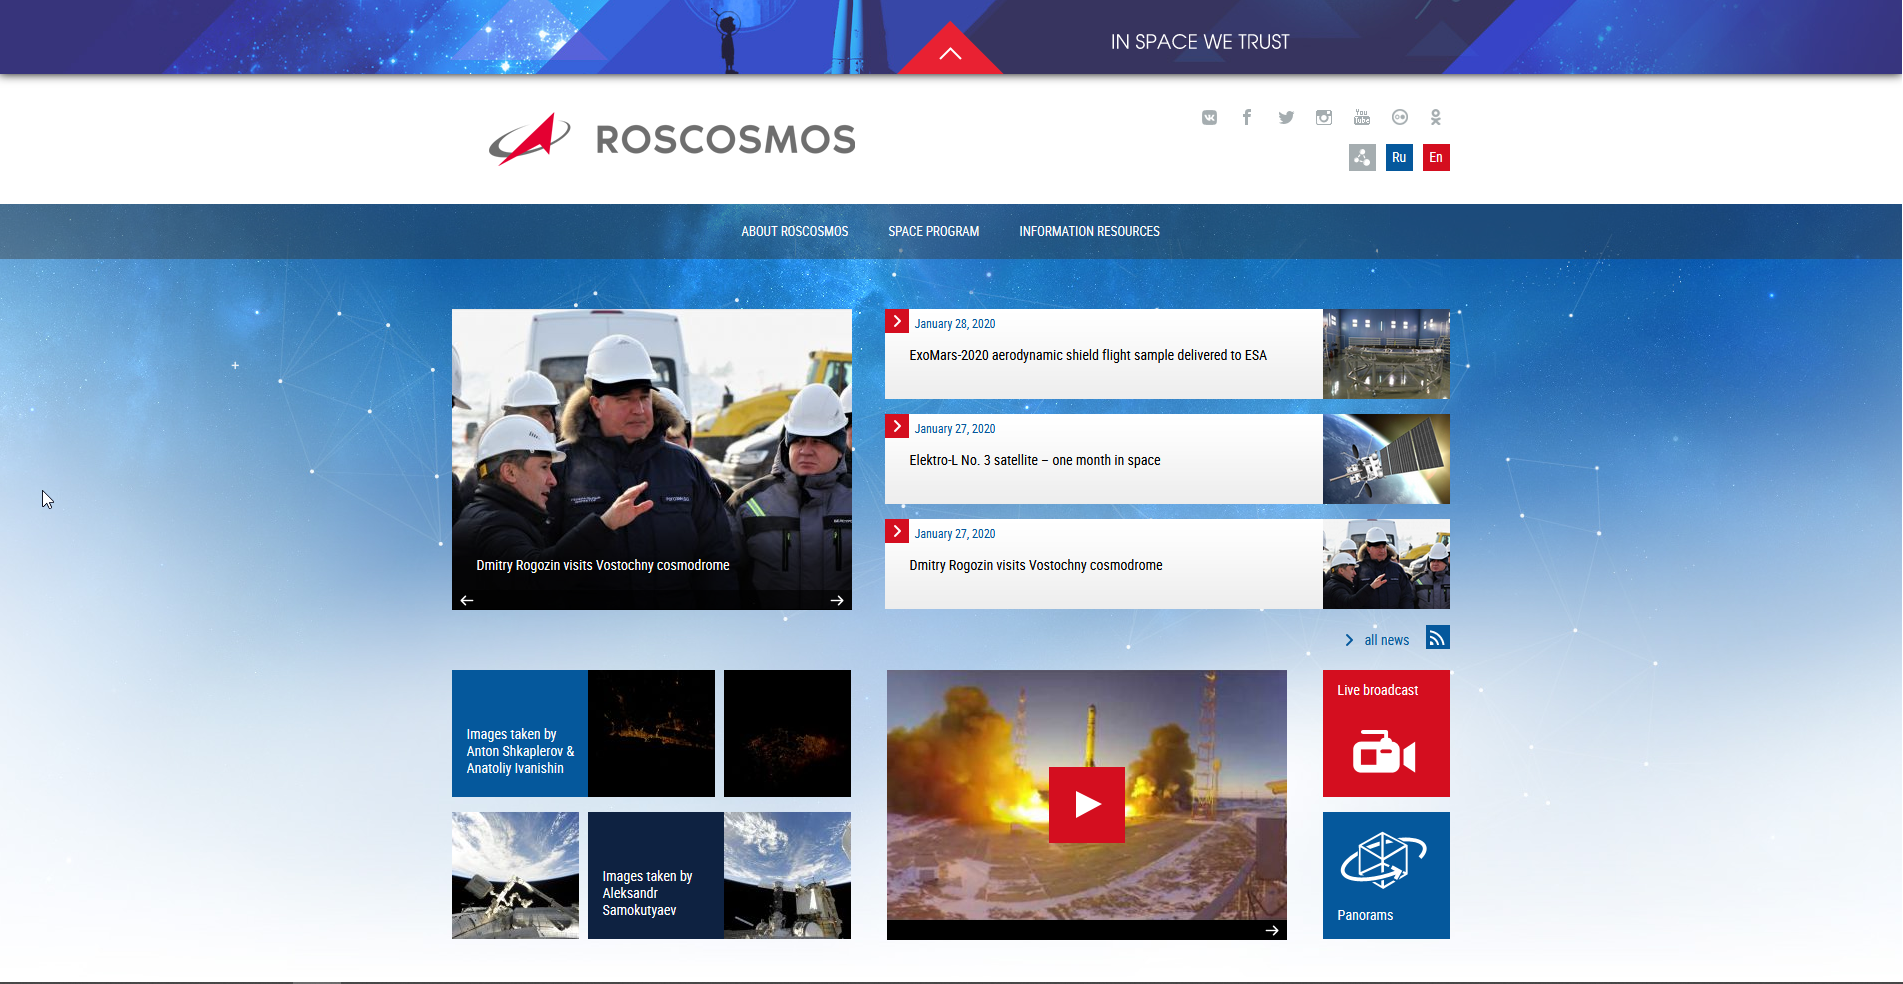 IN SPACE WE TRUST
ROSCOSMOS
You
Tube
Ru
En
ABOUT ROSCOSMOS
SPACE PROGRAM
INFORMATION RESOURCES
Dmitry Rogozin visits Vostochny cosmodrome
January 28, 2020
ExoMars-2020 aerodynamic shield flight sample delivered to ESA
January 27, 2020
Elektro-L No. 3 satellite – one month in space
January 27, 2020
Dmitry Rogozin visits Vostochny cosmodrome
all news
Images taken by
Anton Shkaplerov &
Anatoliy Ivanishin
Images taken by
Aleksandr
Samokutyaev
Live broadcast
Panorams